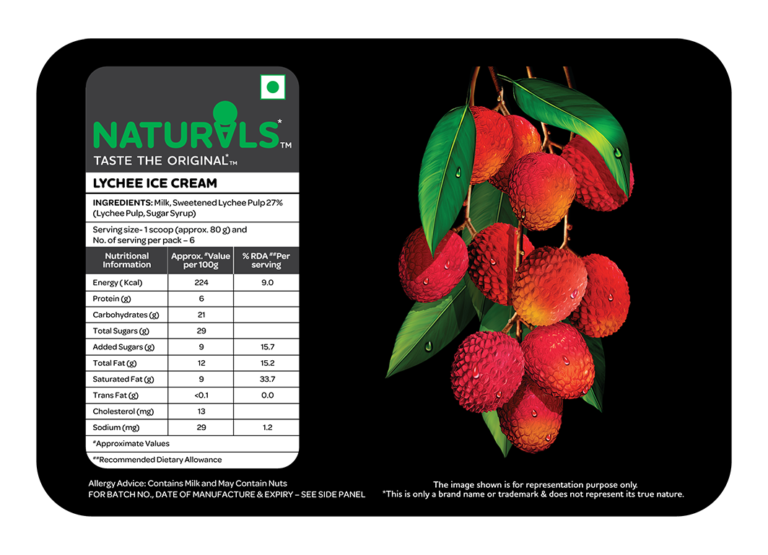 NATURALS*™
TASTE THE ORIGINAL*™
LYCHEE ICE CREAM
INGREDIENTS: Milk, Sweetened Lychee Pulp 27%
(Lychee Pulp, Sugar Syrup)
Serving size- 1 scoop (approx. 80 g) and
No. of serving per pack – 6
Nutritional Information Approx. #Value per 100g % RDA ##Per serving
Energy ( Kcal) 224 9.0
Protein (g) 6
Carbohydrates (g) 21
Total Sugars (g) 29
Added Sugars (g) 9 15.7
Total Fat (g) 12 15.2
Saturated Fat (g) 9 33.7
Trans Fat (g) <0.1 0.0
Cholesterol (mg) 13
Sodium (mg) 29 1.2
#Approximate Values
##Recommended Dietary Allowance
Allergy Advice: Contains Milk and May Contain Nuts
FOR BATCH NO., DATE OF MANUFACTURE & EXPIRY – SEE SIDE PANEL
The image shown is for representation purpose only.
*This is only a brand name or trademark & does not represent its true nature.